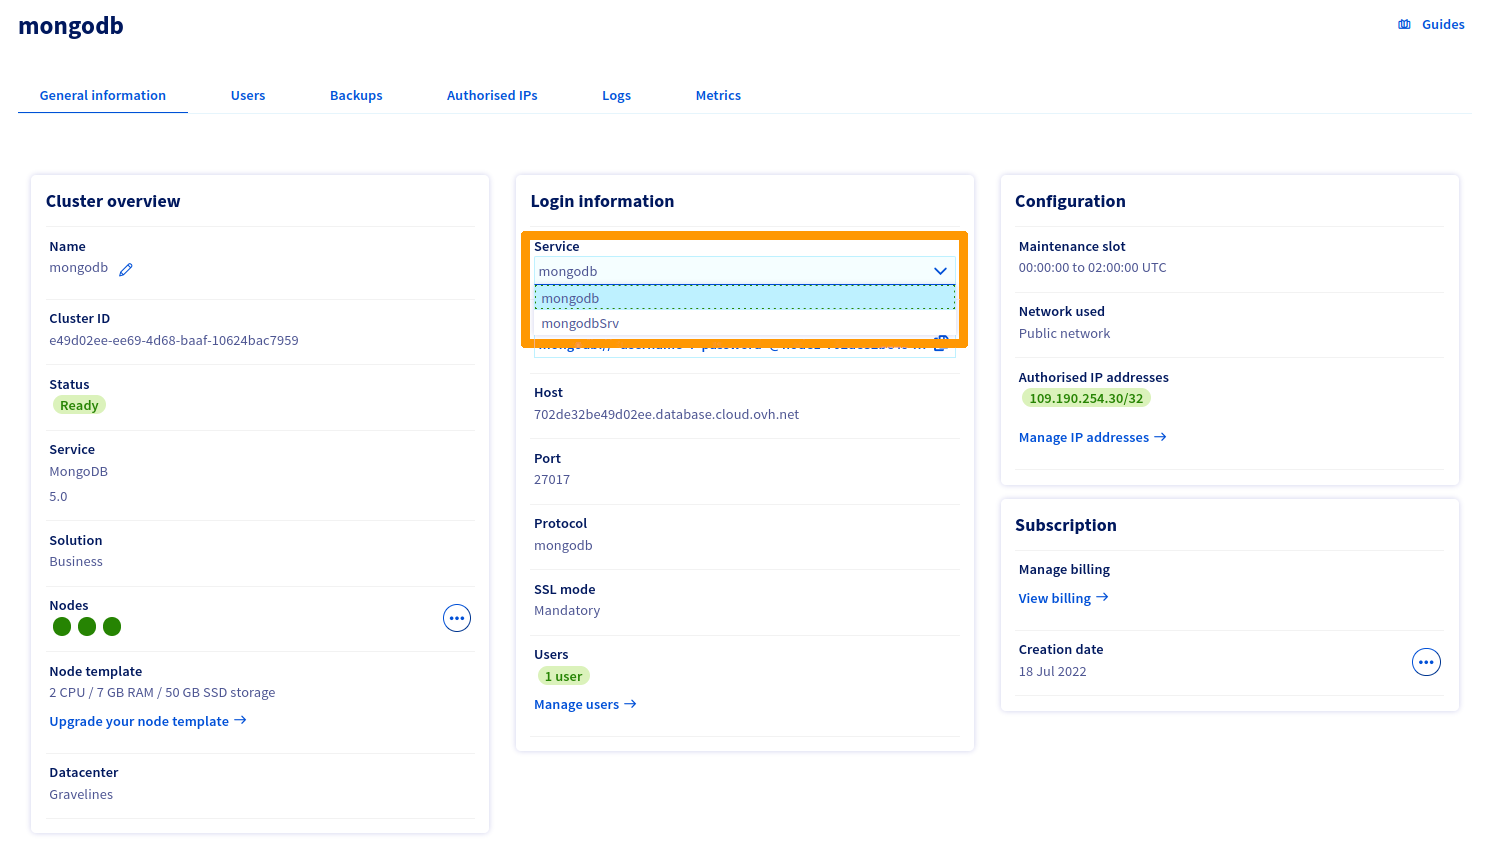 mongodb
Guides
General information
Users
Backups
Authorised IPs
Logs
Metrics
Cluster overview
Name
mongodb
Cluster ID
e49d02ee-ee69-4d68-baaf-10624bac7959
Status
Ready
Service
MongoDB
5.0
Solution
Business
Nodes
Node template
2 CPU / 7 GB RAM / 50 GB SSD storage
Upgrade your node template
Datacenter
Gravelines
Login information
Service
mongodb
mongodb
mongodbSrv
Host
702de32be49d02ee.database.cloud.ovh.net
Port
27017
Protocol
mongodb
SSL mode
Mandatory
Users
1 user
Manage users
Configuration
Maintenance slot
00:00:00 to 02:00:00 UTC
Network used
Public network
Authorised IP addresses
109.190.254.30/32
Manage IP addresses
Subscription
Manage billing
View billing
Creation date
18 Jul 2022